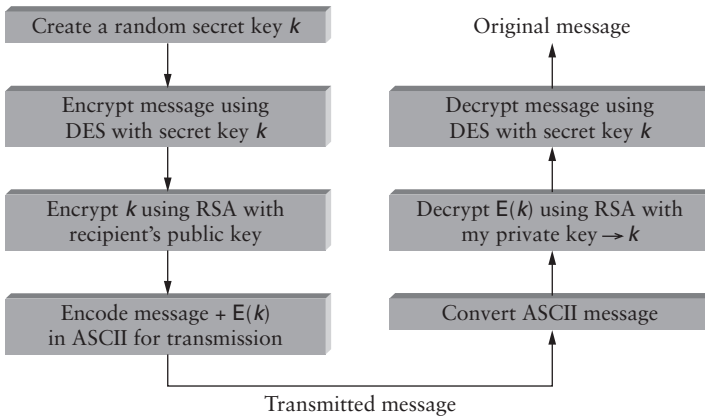 Create a random secret key k
Encrypt message using
DES with secret key k
Encrypt k using RSA with
recipient's public key
Encode message + E(k)
in ASCII for transmission
Transmitted message
Convert ASCII message
Decrypt E(k) using RSA with
my private key → k
Decrypt message using
DES with secret key k
Original message